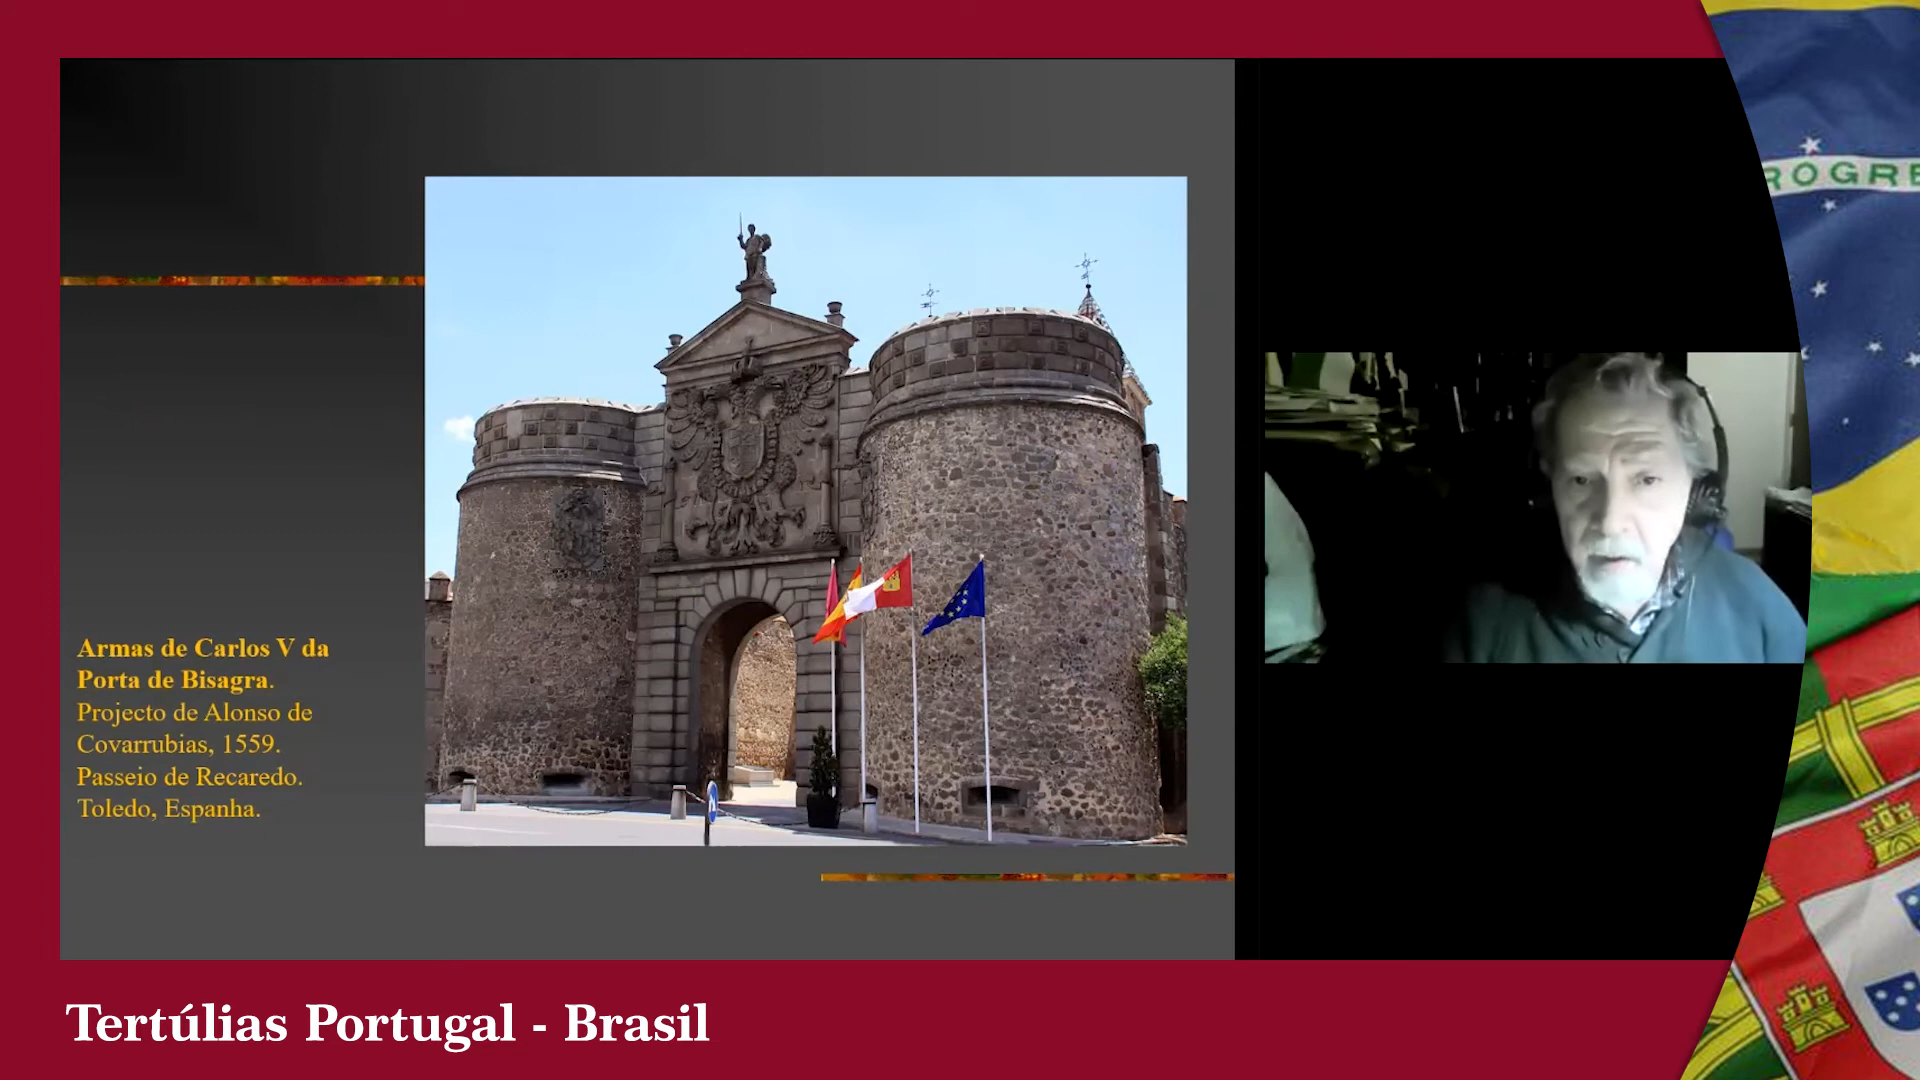 Armas de Carlos V da
Porta de Bisagra.
Projecto de Alonso de
Covarrubias, 1559.
Passeio de Recaredo.
Toledo, Espanha.
ROGRE
Tertúlias Portugal - Brasil